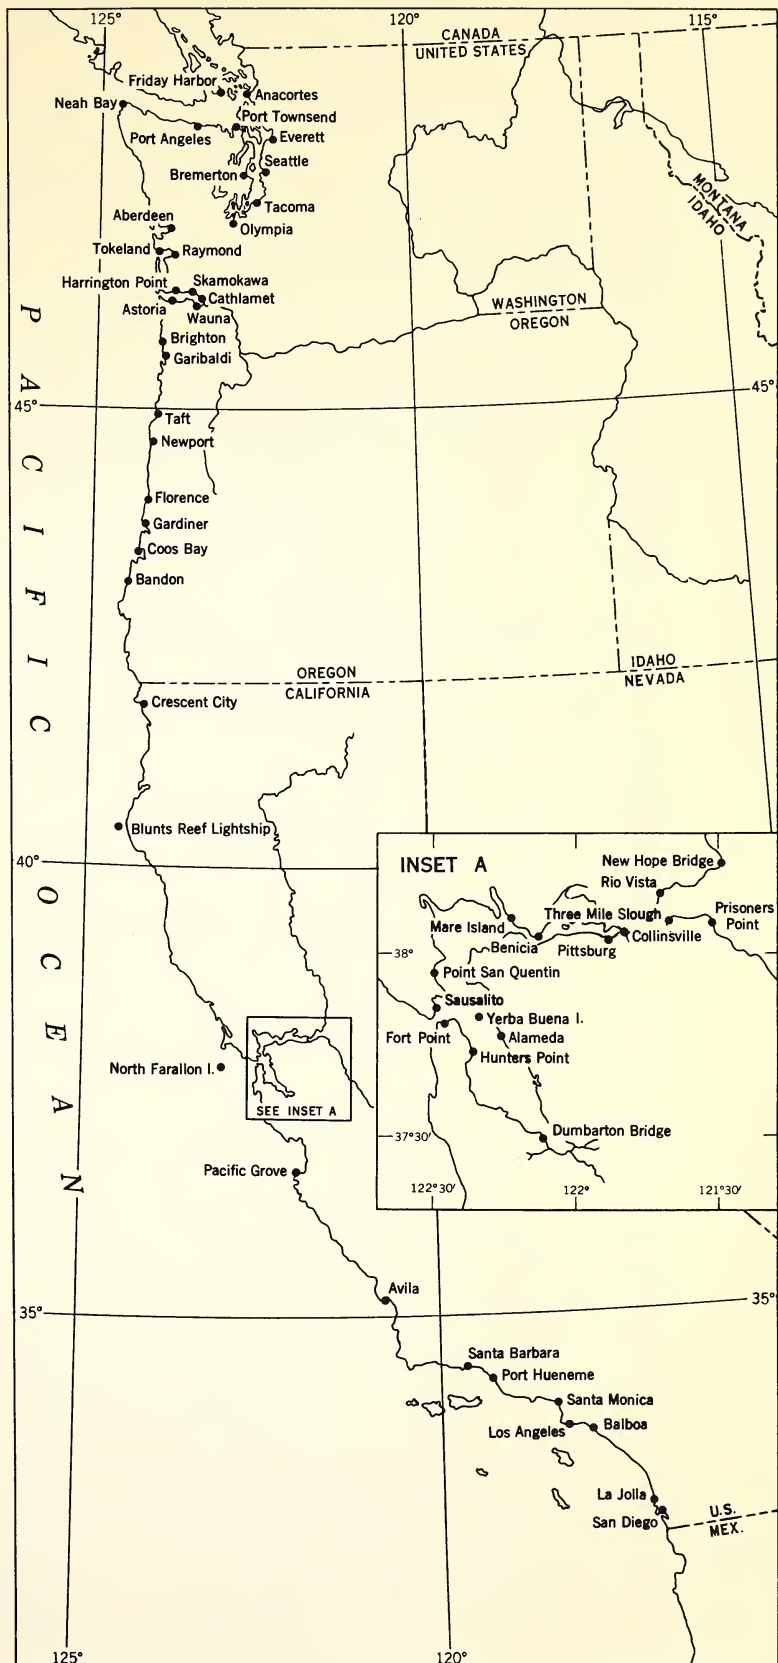 125°
120°
115°
CANADA
UNITED STATES
Friday Harbor
Anacortes
Neah Bay
Port Townsend
Port Angeles
Everett
Seattle
Bremerton
Tacoma
Olympia
Aberdeen
Tokeland
Raymond
MONTANA
IDAHO
Harrington Point
Skamokawa
Cathlamet
Astoria
Wauna
WASHINGTON
OREGON
Brighton
Garibaldi
45°
45°
Taft
Newport
Florence
Gardiner
Coos Bay
Bandon
PACIFIC OCEAN
OREGON
CALIFORNIA
IDAHO
NEVADA
Crescent City
Blunts Reef Lightship
40°
INSET A
New Hope Bridge
Rio Vista
Three Mile Slough
Prisoners
Point
Mare Island
Collinsville
Benicia
Pittsburg
38°
Point San Quentin
Sausalito
Yerba Buena I.
Fort Point
Alameda
Hunters Point
Dumbarton Bridge
37°30'
122°30'
122°
121°30'
North Farallon I.
SEE INSET A
Pacific Grove
Avila
35°
35°
Santa Barbara
Port Hueneme
Santa Monica
Los Angeles
Balboa
La Jolla
San Diego
U.S.
MEX.
125°
120°